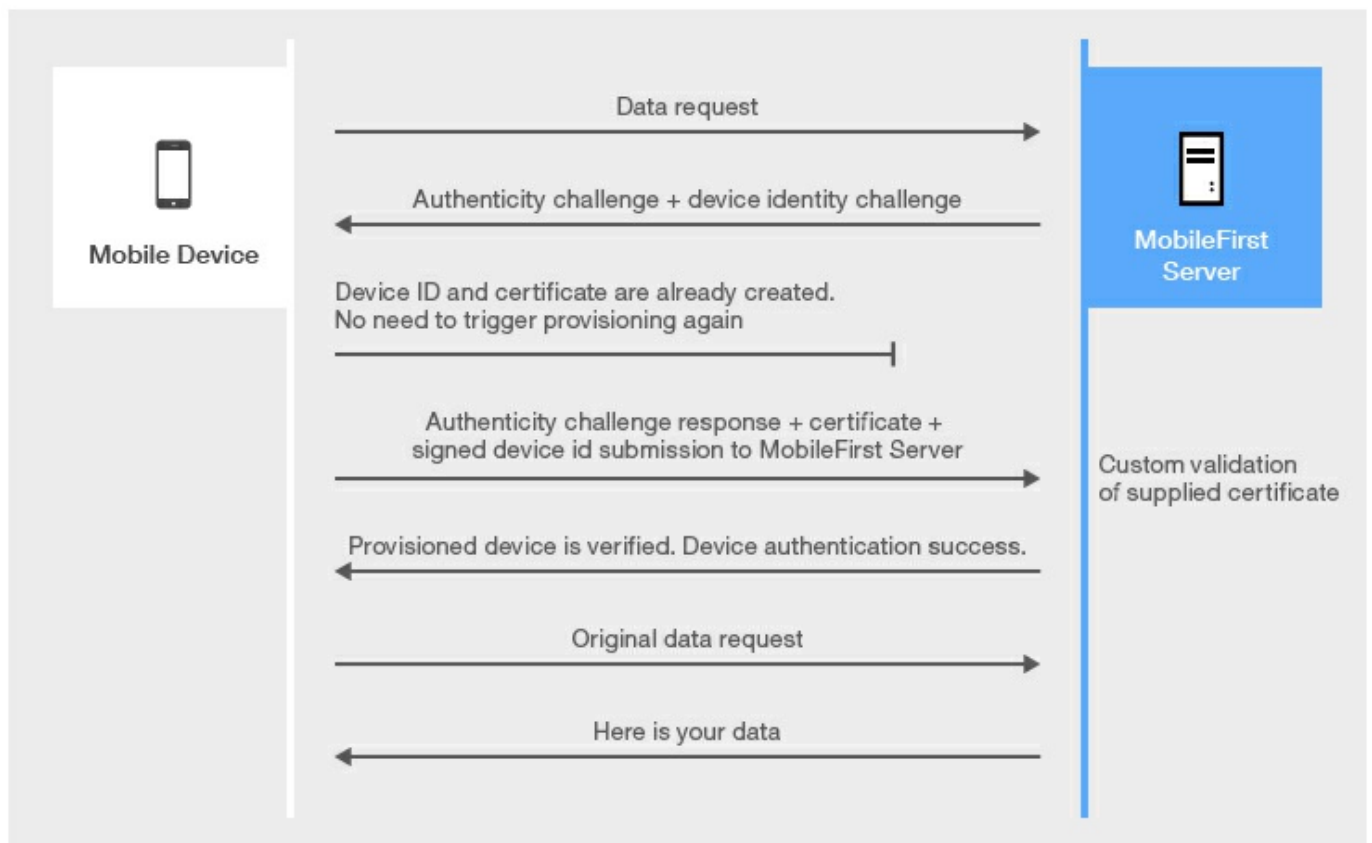 Data request
Authenticity challenge + device identity challenge
Mobile Device
MobileFirst
Server
Device ID and certificate are already created.
No need to trigger provisioning again
Authenticity challenge response + certificate +
signed device id submission to MobileFirst Server
Custom validation
of supplied certificate
Provisioned device is verified. Device authentication success.
Original data request
Here is your data